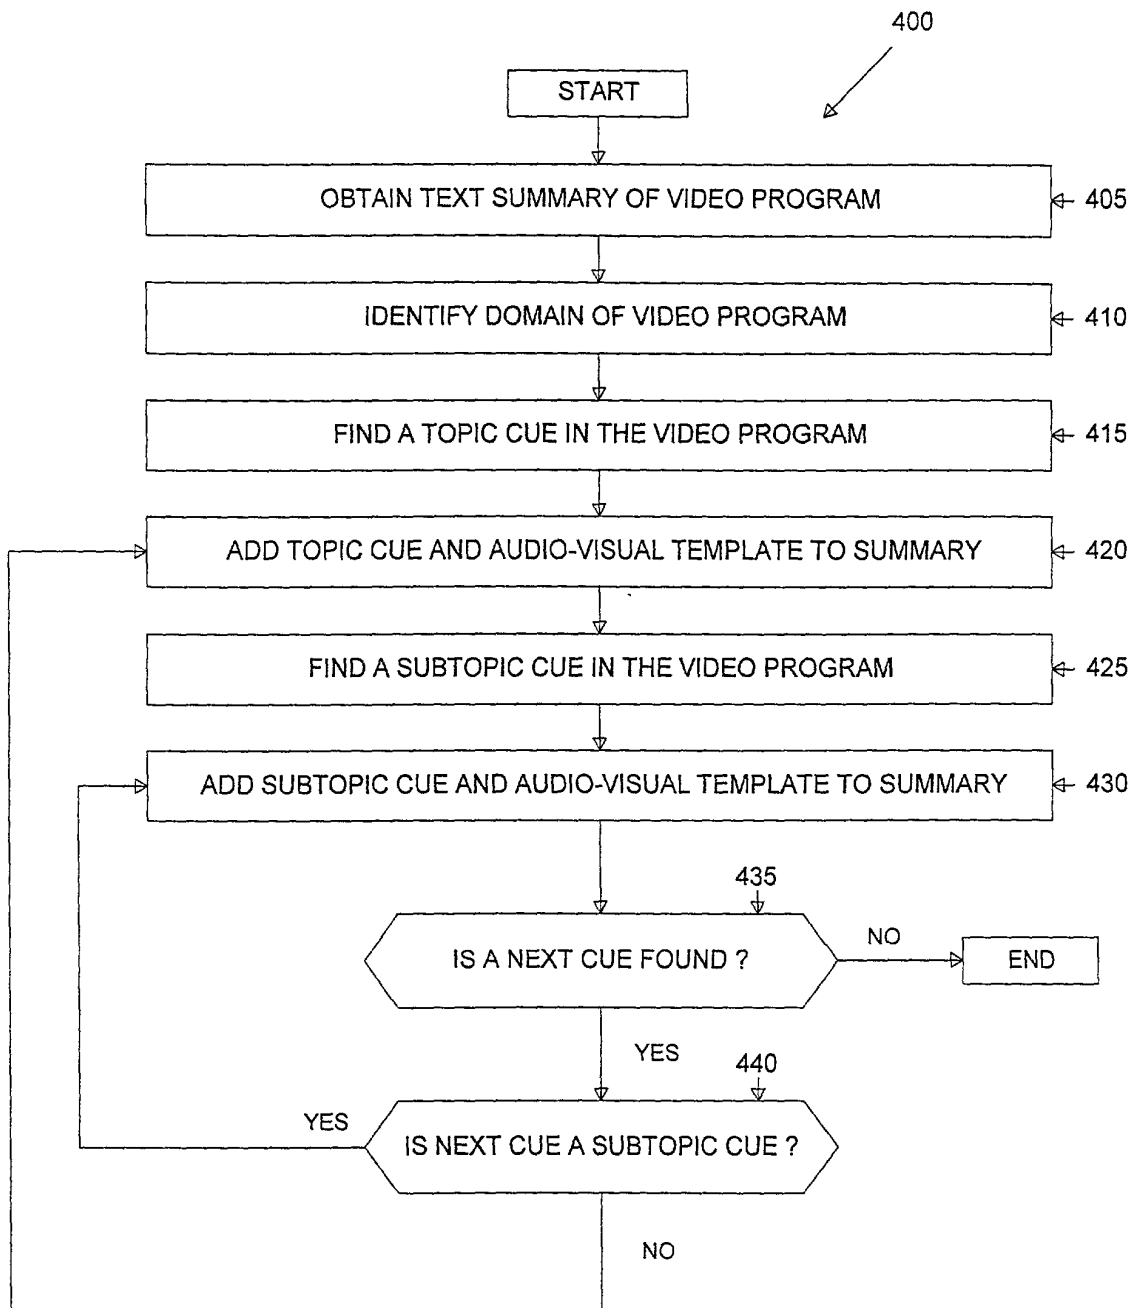 400
START
OBTAIN TEXT SUMMARY OF VIDEO PROGRAM
405
IDENTIFY DOMAIN OF VIDEO PROGRAM
410
FIND A TOPIC CUE IN THE VIDEO PROGRAM
415
ADD TOPIC CUE AND AUDIO-VISUAL TEMPLATE TO SUMMARY
420
FIND A SUBTOPIC CUE IN THE VIDEO PROGRAM
425
ADD SUBTOPIC CUE AND AUDIO-VISUAL TEMPLATE TO SUMMARY
430
435
IS A NEXT CUE FOUND ?
NO
END
YES
440
YES
IS NEXT CUE A SUBTOPIC CUE ?
NO